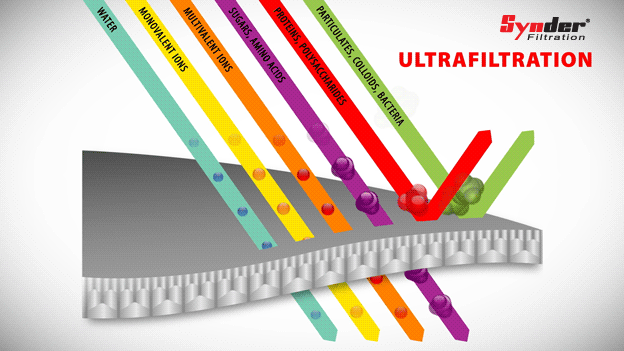 WATER
MONOVALENT IONS
MULTIVALENT IONS
SUGARS, AMINO ACIDS
PROTEINS, POLYSACCHARIDES
PARTICULATES, COLLOIDS, BACTERIA
Synder®
Filtration
ULTRAFILTRATION